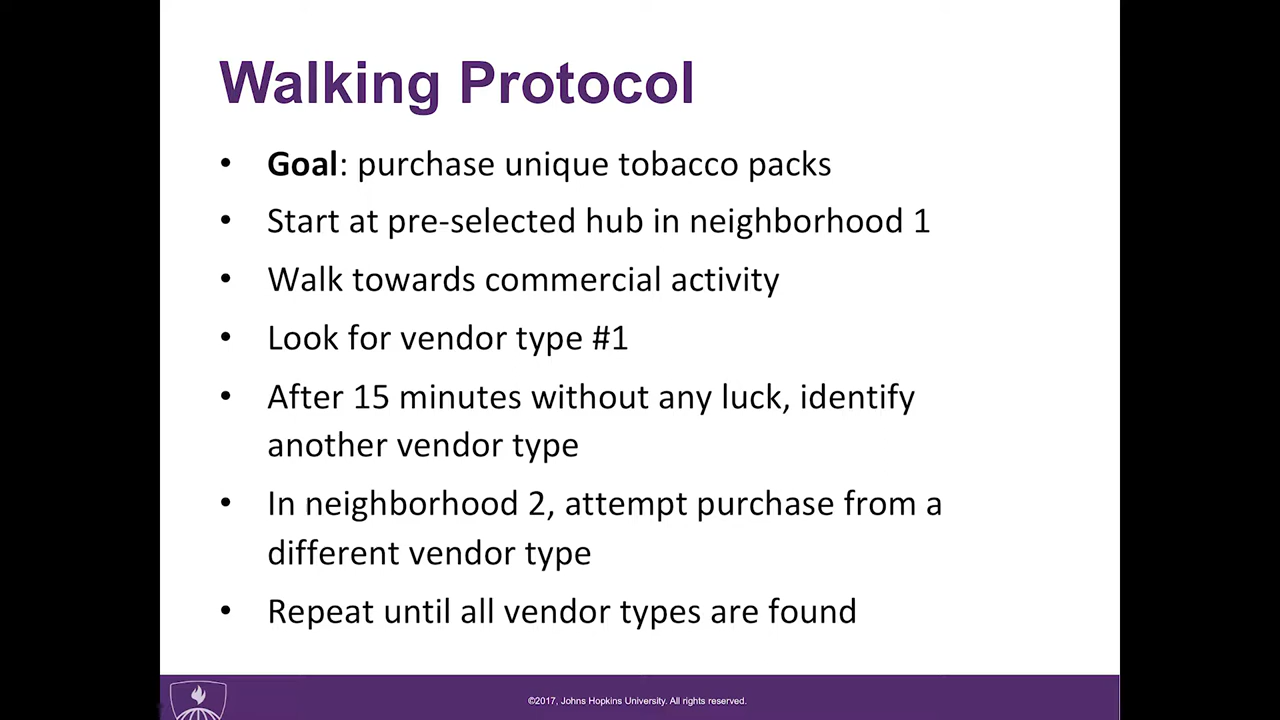 Walking Protocol
• Goal: purchase unique tobacco packs
• Start at pre-selected hub in neighborhood 1
• Walk towards commercial activity
• Look for vendor type #1
• After 15 minutes without any luck, identify
another vendor type
• In neighborhood 2, attempt purchase from a
different vendor type
• Repeat until all vendor types are found
©2017, Johns Hopkins University. All rights reserved.